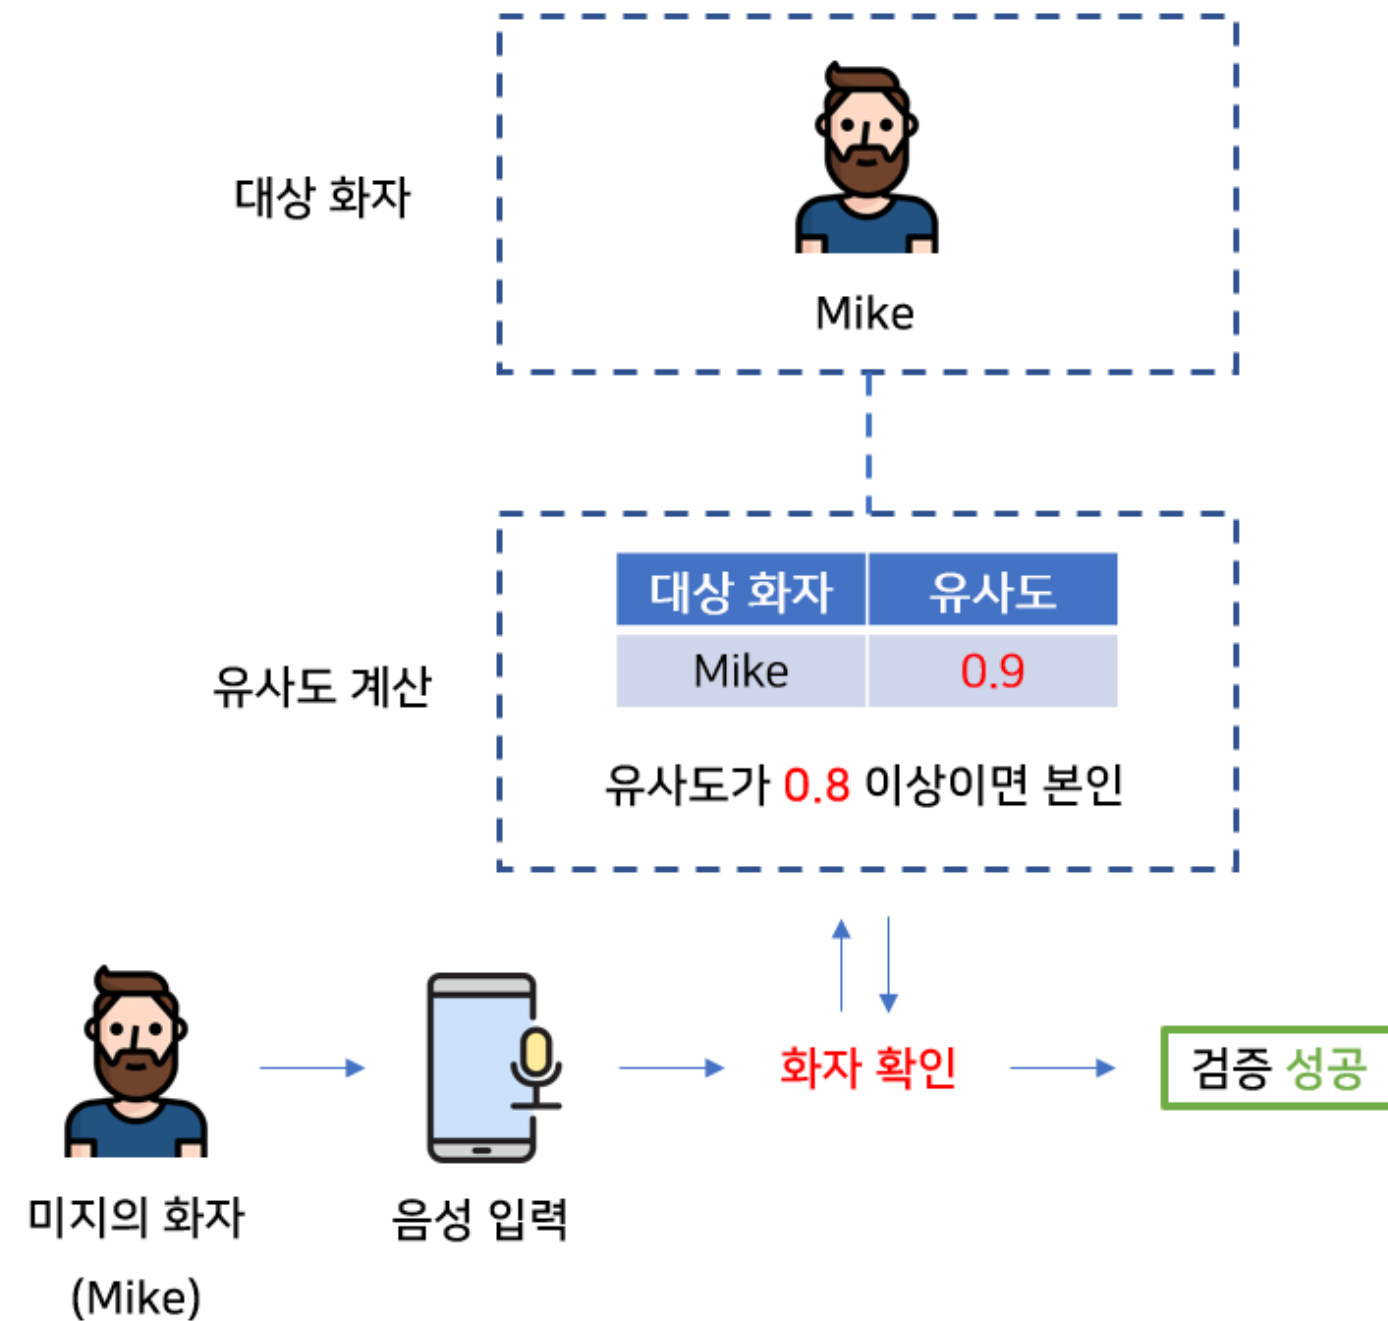 대상 화자
Mike
대상 화자 유사도
Mike 0.9
유사도 계산
유사도가 0.8 이상이면 본인
화자 확인
검증 성공
미지의 화자
(Mike)
음성 입력